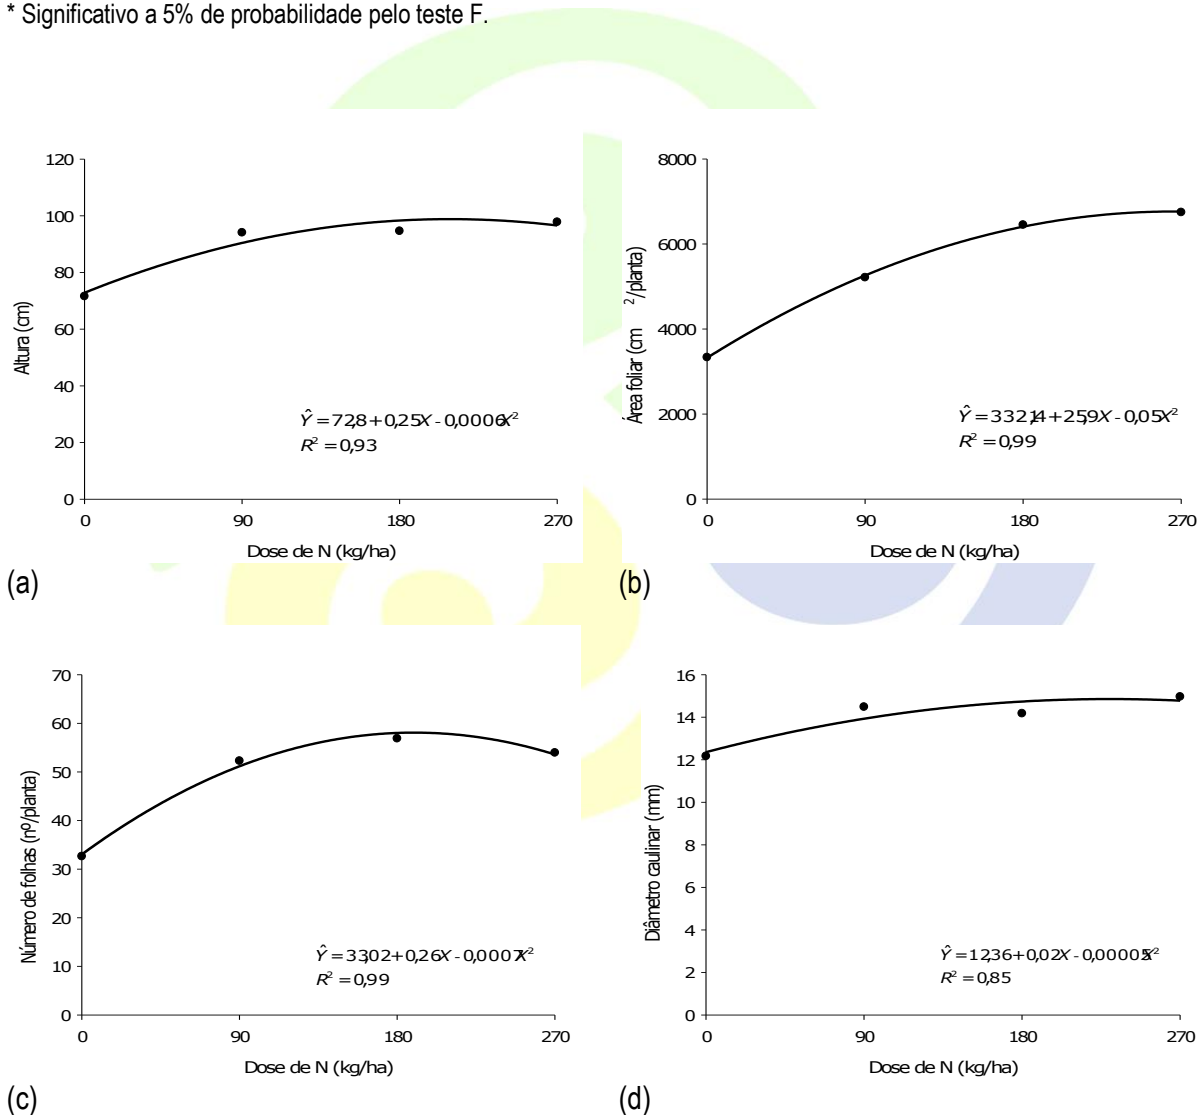 * Significativo a 5% de probabilidade pelo teste F.
120
100
80
60
40
20
0
Altura (cm)
Ŷ = 72,8 + 0,25X - 0,0006X²
R² = 0,93
0 90 180 270
Dose de N (kg/ha)
(a)
8000
6000
4000
2000
0
Área foliar (cm²/planta)
Ŷ = 3321,4 + 25,9X - 0,05X²
R² = 0,99
0 90 180 270
Dose de N (kg/ha)
(b)
70
60
50
40
30
20
10
0
Número de folhas (nº/planta)
Ŷ = 33,02 + 0,26X - 0,0007X²
R² = 0,99
0 90 180 270
Dose de N (kg/ha)
(c)
16
14
12
10
8
6
4
2
0
Diâmetro caulinar (mm)
Ŷ = 12,36 + 0,02X - 0,00005X²
R² = 0,85
0 90 180 270
Dose de N (kg/ha)
(d)